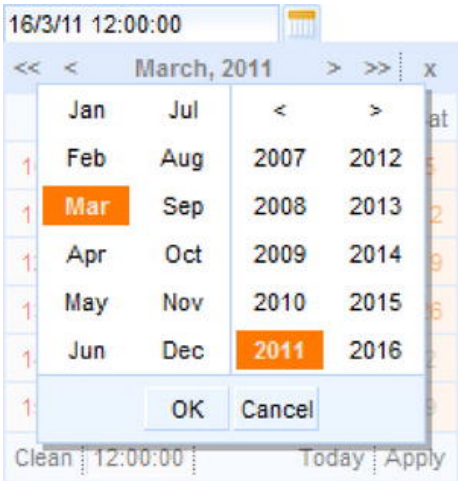 16/3/11 12:00:00
<< < March, 2011 > >> x
Jan Jul < > at
Feb Aug 2007 2012
Mar Sep 2008 2013
Apr Oct 2009 2014
May Nov 2010 2015
Jun Dec 2011 2016
OK Cancel
Clean 12:00:00 Today Apply